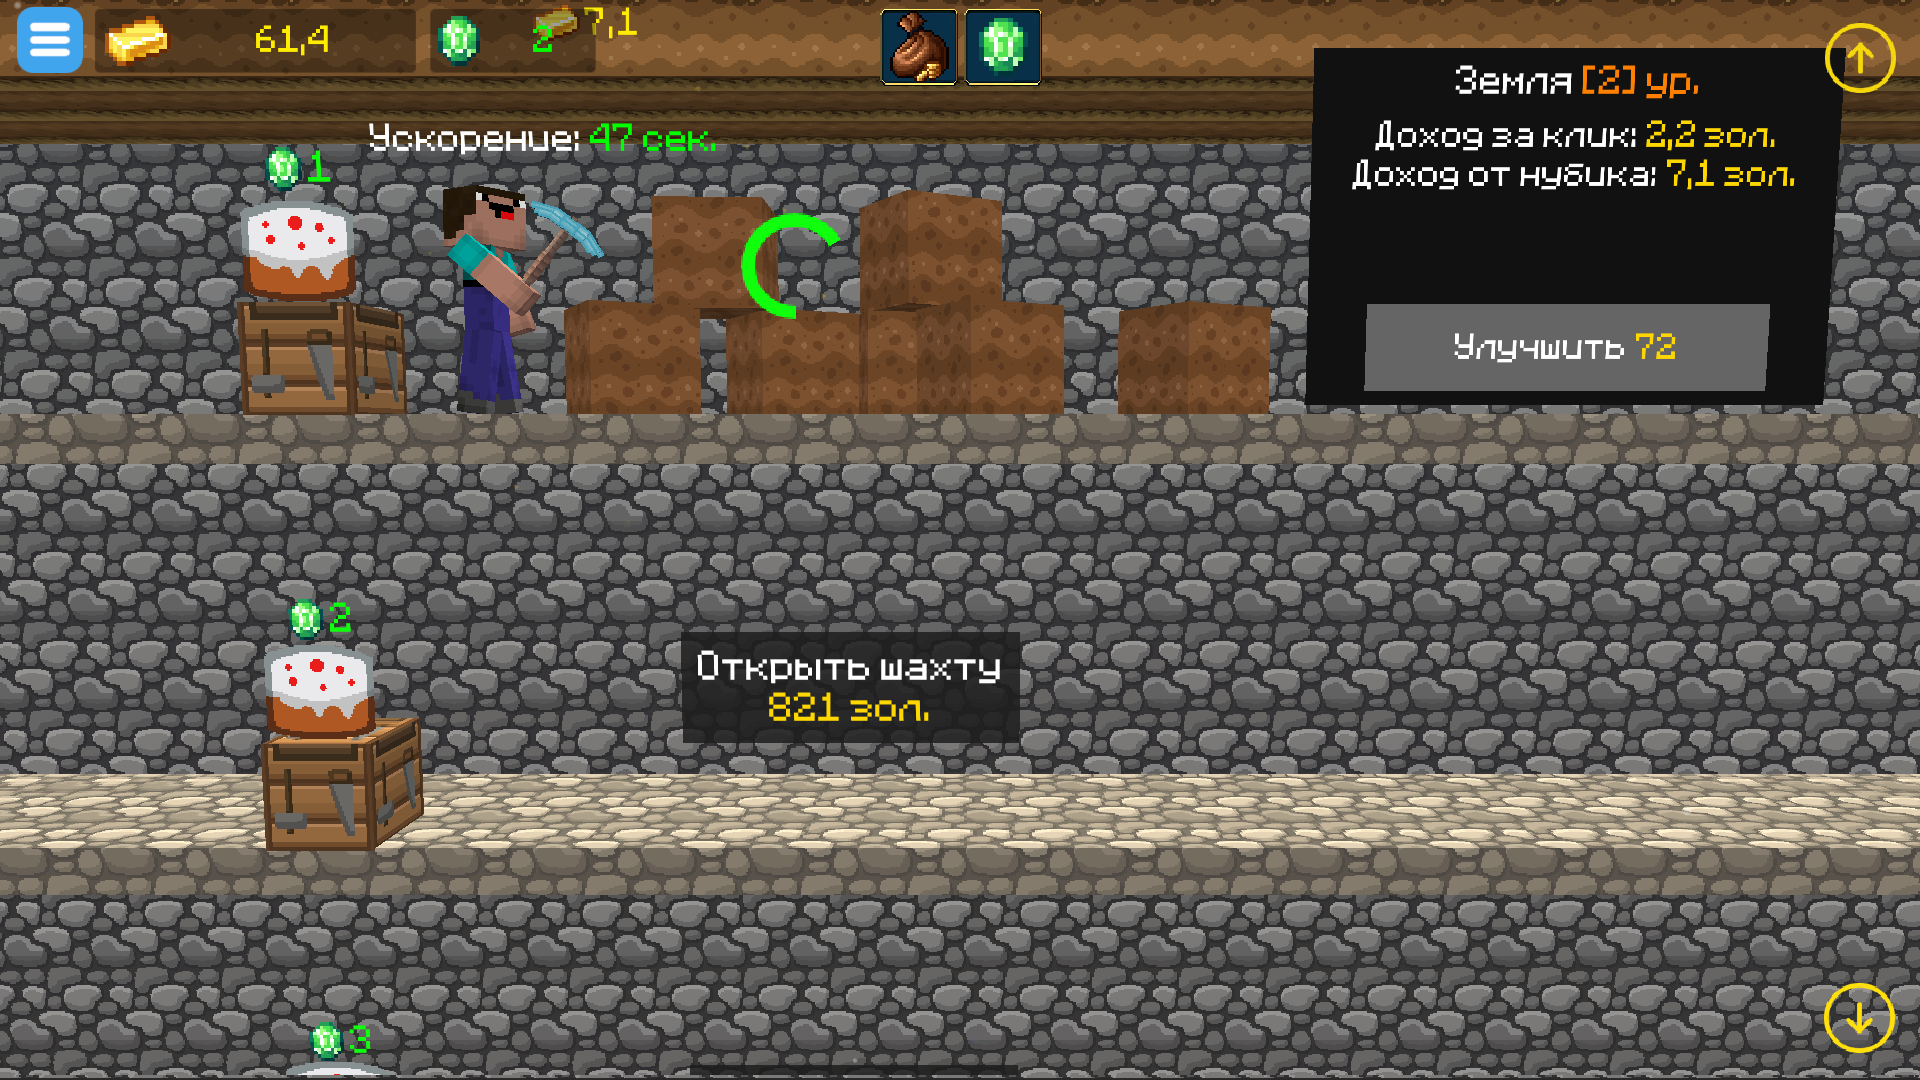 61,4
2
7,1
Ускорение: 47 сек.
1
Земля [2] ур.
Доход за клик: 2,2 зол.
Доход от нубика: 7,1 зол.
Улучшить 72
2
Открыть шахту
821 зол.
3